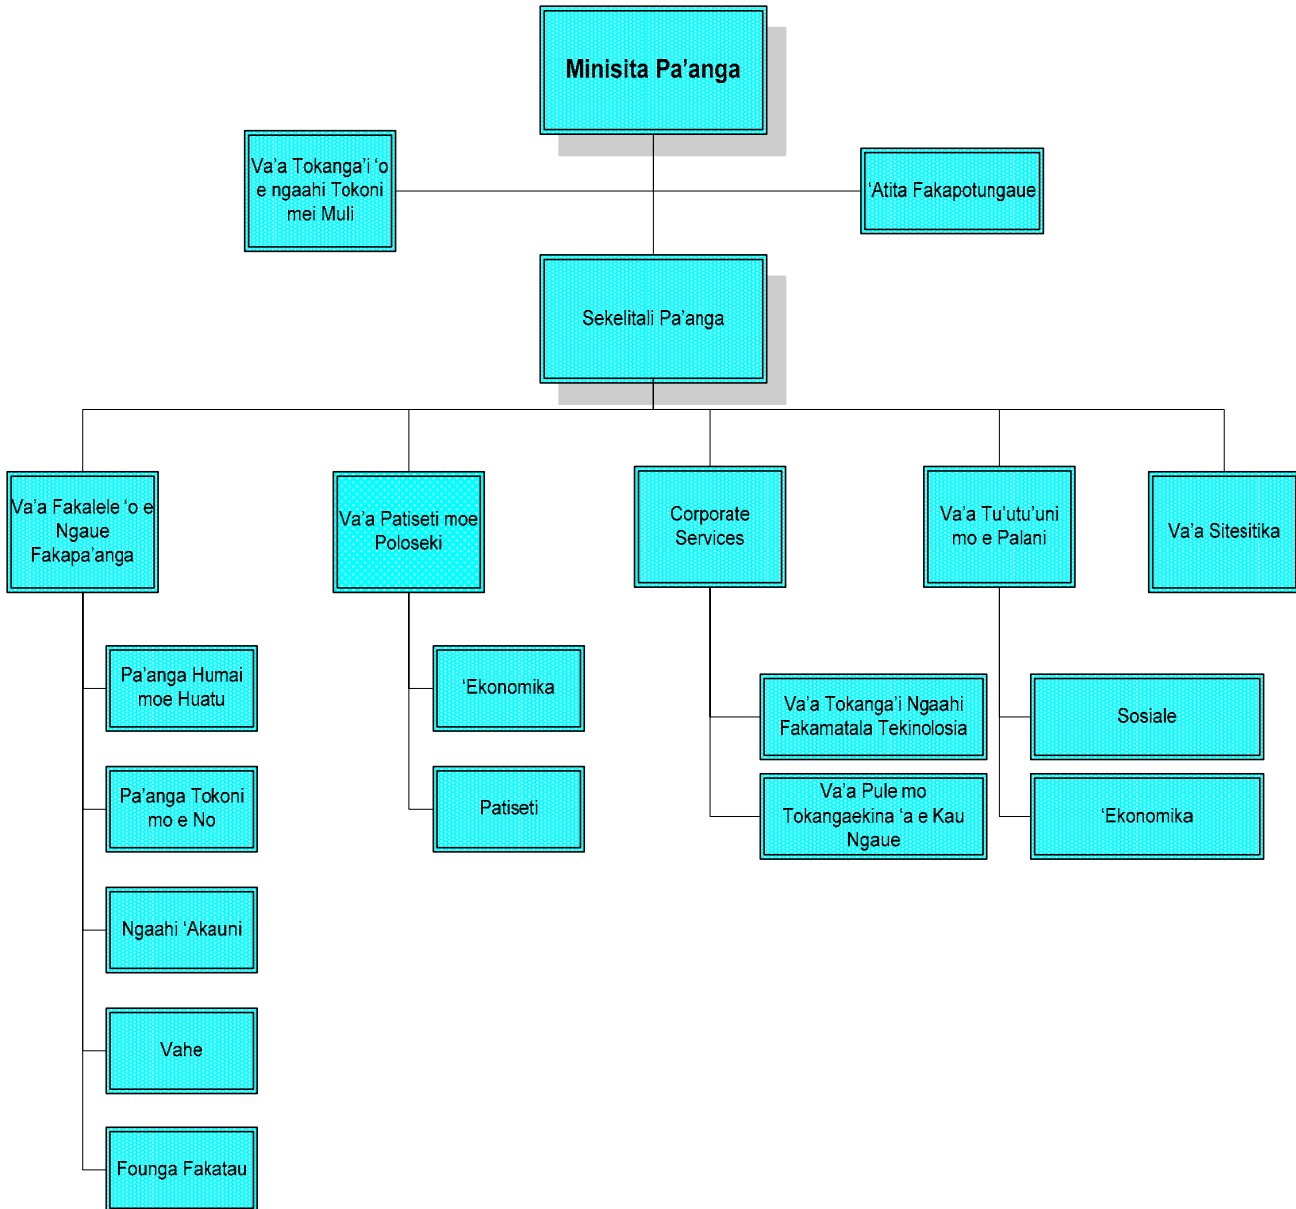 Minisita Pa’anga
Va’a Tokanga’i ‘o
e ngaahi Tokoni
mei Muli
‘Atita Fakapotungaue
Sekelitali Pa’anga
Va’a Fakalele ‘o e
Ngaue
Fakapa’anga
Va’a Patiseti moe
Poloseki
Corporate
Services
Va’a Tu’utu’uni
mo e Palani
Va’a Sitesitika
Pa’anga Humai
moe Huatu
Pa’anga Tokoni
mo e No
Ngaahi ‘Akauni
Vahe
Founga Fakatau
‘Ekonomika
Patiseti
Va’a Tokanga’i Ngaahi
Fakamatala Tekinolosia
Va’a Pule mo
Tokangaekina ‘a e Kau
Ngaue
Sosiale
‘Ekonomika